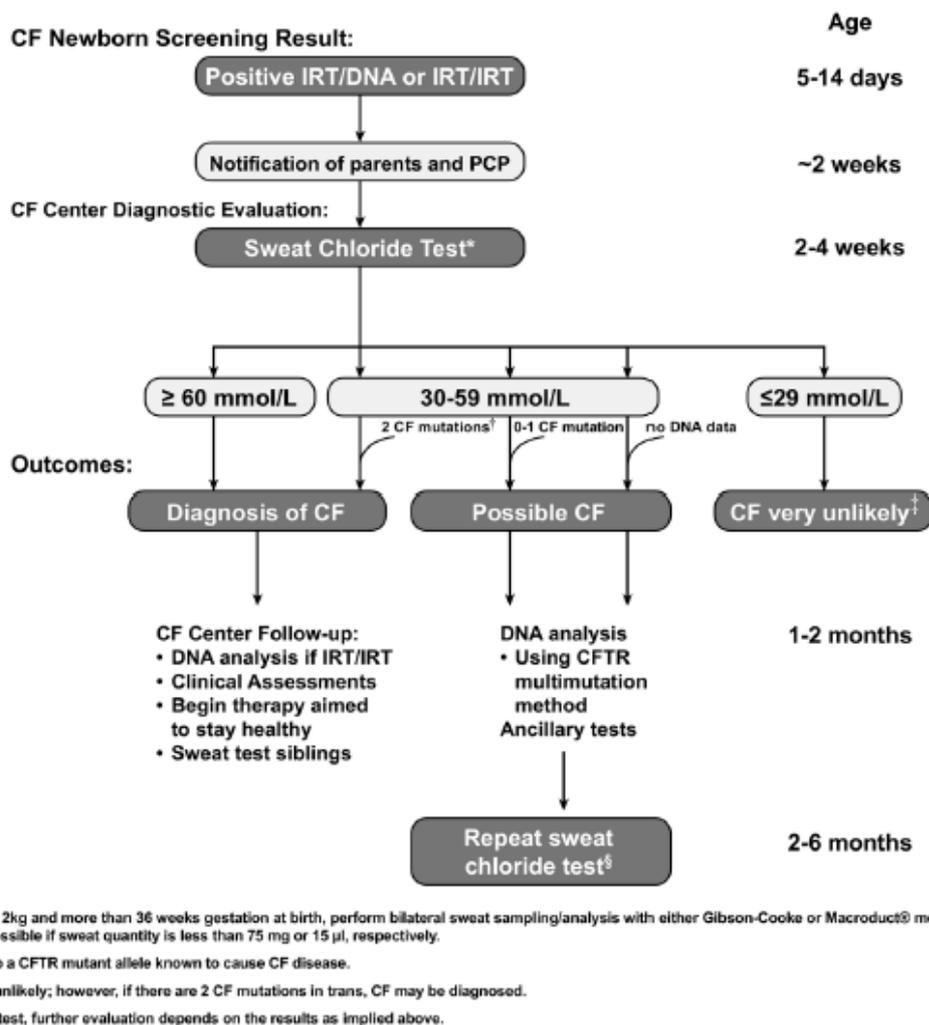 Age
CF Newborn Screening Result:
Positive IRT/DNA or IRT/IRT
5-14 days
Notification of parents and PCP
~2 weeks
CF Center Diagnostic Evaluation:
Sweat Chloride Test*
2-4 weeks
≥ 60 mmol/L
30-59 mmol/L
≤29 mmol/L
2 CF mutations†
0-1 CF mutation
no DNA data
Outcomes:
Diagnosis of CF
Possible CF
CF very unlikely‡
CF Center Follow-up:
• DNA analysis if IRT/IRT
• Clinical Assessments
• Begin therapy aimed
to stay healthy
• Sweat test siblings
DNA analysis
• Using CFTR
multimutation
method
Ancillary tests
1-2 months
Repeat sweat
chloride test§
2-6 months
2kg and more than 36 weeks gestation at birth, perform bilateral sweat sampling/analysis with either Gibson-Cooke or Macroduct®
if sweat quantity is less than 75 mg or 15 µl, respectively.
a CFTR mutant allele known to cause CF disease.
unlikely; however, if there are 2 CF mutations in trans, CF may be diagnosed.
test, further evaluation depends on the results as implied above.